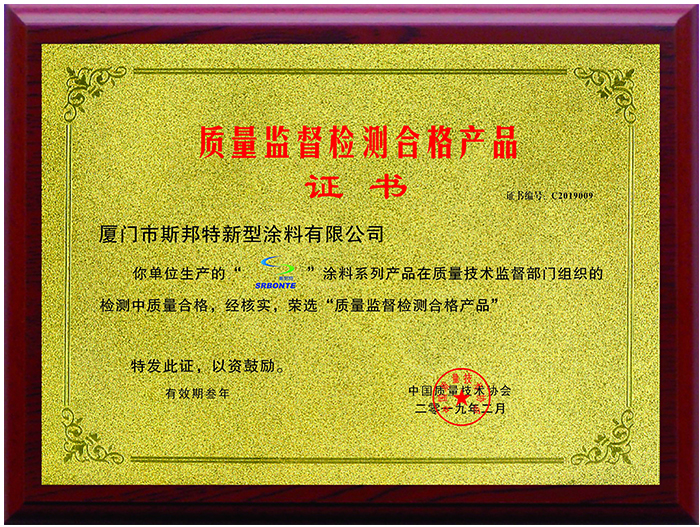 质量监督检测合格产品
证书
证书编号:C2019009
厦门市斯邦特新型涂料有限公司
你单位生产的“SRBONTE”涂料系列产品在质量技术监督部门组织的
检测中质量合格，经核实，荣选“质量监督检测合格产品”
特发此证，以资鼓励。
有效期叁年
中国质量技术协会
二零一九年二月